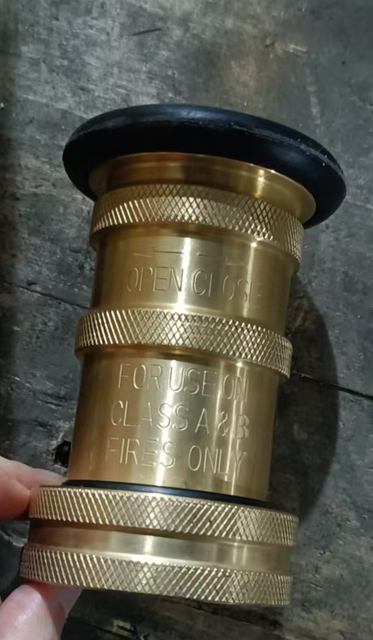 OPEN CLOSE
FOR USE ON
CLASS A & B
FIRES ONLY